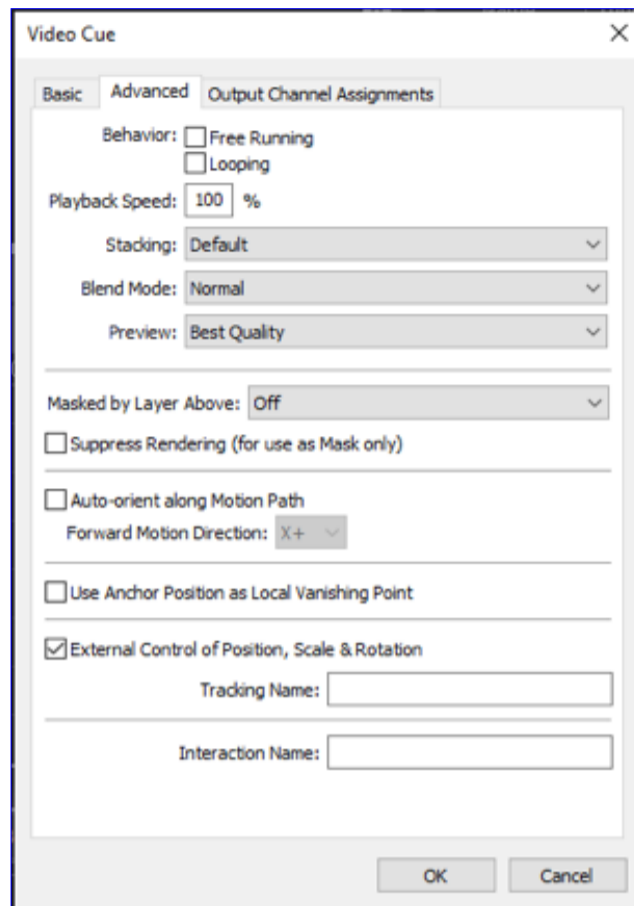 Video Cue
Basic Advanced Output Channel Assignments
Behavior: Free Running
Looping
Playback Speed: 100 %
Stacking: Default
Blend Mode: Normal
Preview: Best Quality
Masked by Layer Above: Off
Suppress Rendering (for use as Mask only)
Auto-orient along Motion Path
Forward Motion Direction: X+
Use Anchor Position as Local Vanishing Point
External Control of Position, Scale & Rotation
Tracking Name:
Interaction Name:
OK Cancel